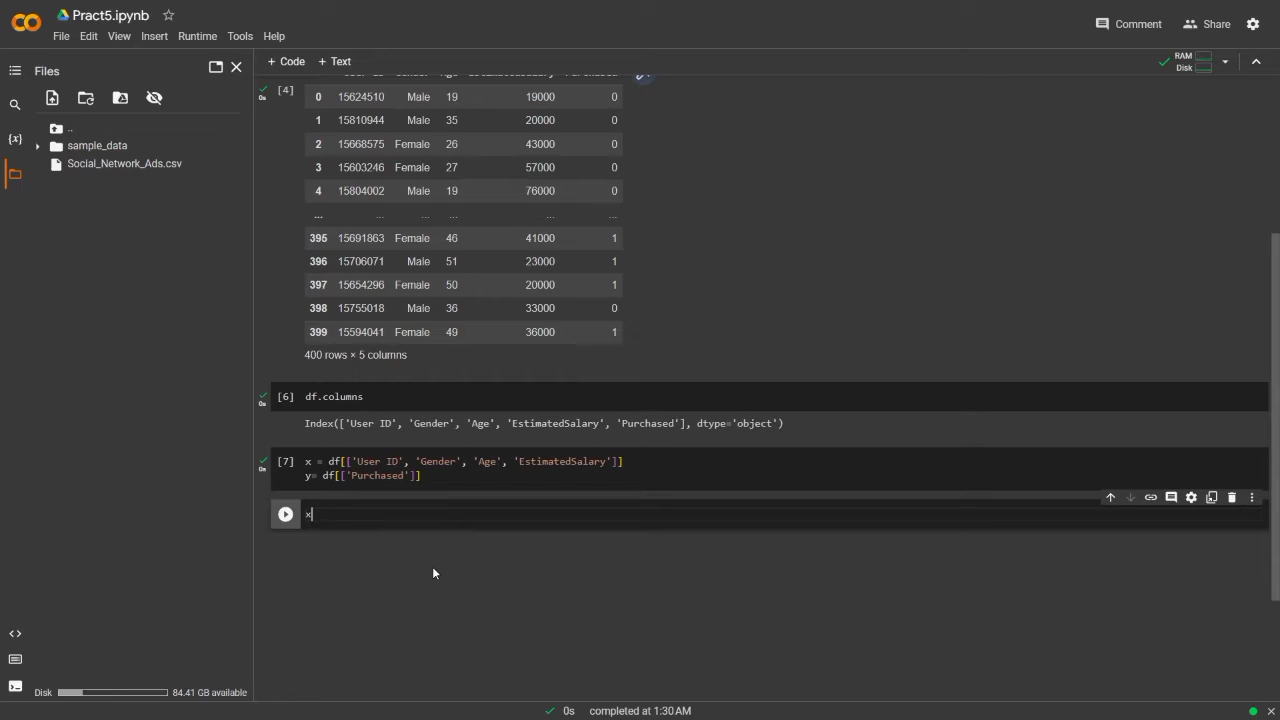 Pract5.ipynb
Comment
Share
File Edit View Insert Runtime Tools Help
Files
+ Code + Text
RAM
Disk
..
sample_data
Social_Network_Ads.csv
[4]
0s
0 15624510 Male 19 19000 0
1 15810944 Male 35 20000 0
2 15668575 Female 26 43000 0
3 15603246 Female 27 57000 0
4 15804002 Male 19 76000 0
... ... ... ... ... ...
395 15691863 Female 46 41000 1
396 15706071 Male 51 23000 1
397 15654296 Female 50 20000 1
398 15755018 Male 36 33000 0
399 15594041 Female 49 36000 1
400 rows × 5 columns
[6] df.columns
0s
Index(['User ID', 'Gender', 'Age', 'EstimatedSalary', 'Purchased'], dtype='object')
[7] x = df[['User ID', 'Gender', 'Age', 'EstimatedSalary']]
0s
y= df[['Purchased']]
x
Disk 84.41 GB available
0s completed at 1:30AM